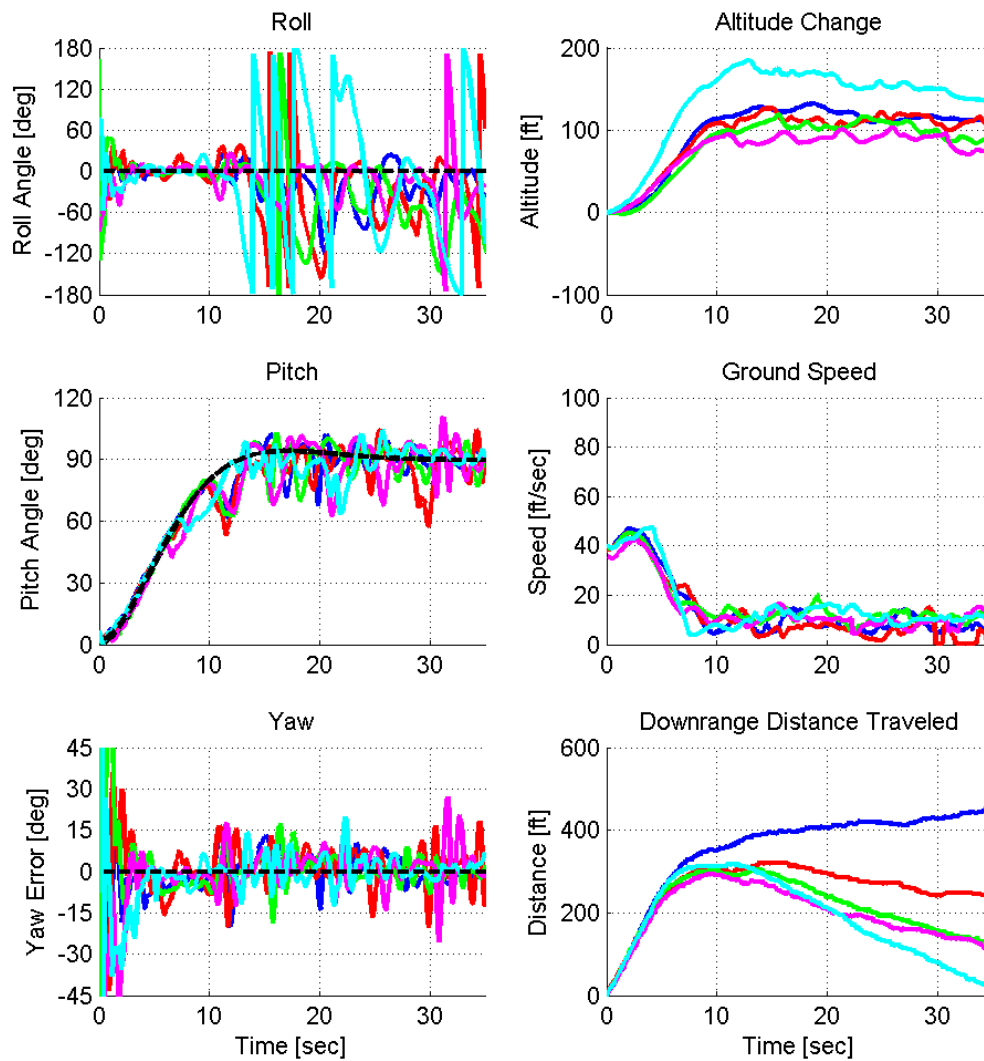 Roll
180
120
60
0
-60
-120
-180
Roll Angle [deg]
0 10 20 30
Altitude Change
200
100
0
-100
Altitude [ft]
0 10 20 30
Pitch
120
90
60
30
0
Pitch Angle [deg]
0 10 20 30
Ground Speed
100
80
60
40
20
0
Speed [ft/sec]
0 10 20 30
Yaw
45
30
15
0
-15
-30
-45
Yaw Error [deg]
0 10 20 30
Time [sec]
Downrange Distance Traveled
600
400
200
0
Distance [ft]
0 10 20 30
Time [sec]